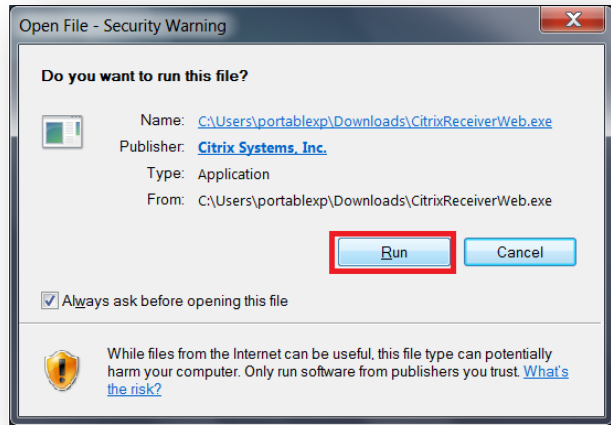 Open File - Security Warning
X
Do you want to run this file?
Name: C:\Users\portablexp\Downloads\CitrixReceiverWeb.exe
Publisher: Citrix Systems, Inc.
Type: Application
From: C:\Users\portablexp\Downloads\CitrixReceiverWeb.exe
Run Cancel
Always ask before opening this file
While files from the Internet can be useful, this file type can potentially
harm your computer. Only run software from publishers you trust. What's
the risk?